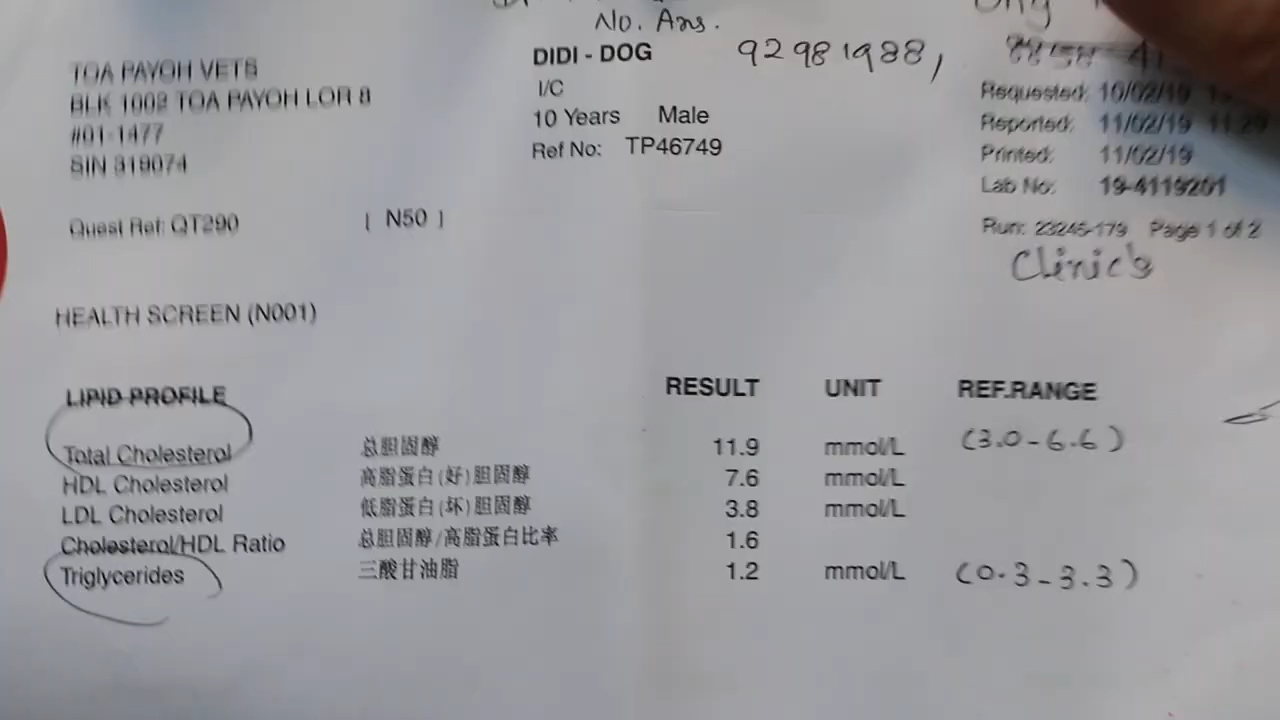 No. Ans.
TOA PAYOH VETS
BLK 1002 TOA PAYOH LOR 8
#01-1477
SIN 319074
DIDI - DOG
92981988,
I/C
10 Years Male
Ref No: TP46749
Requested: 10/02/19
Reported: 11/02/19 11:29
Printed: 11/02/19
Lab No: 19-4119201
Quest Ref: QT290 [ N50 ]
Run: 23245-179 Page 1 of 2
Clinic's
HEALTH SCREEN (N001)
LIPID PROFILE RESULT UNIT REF.RANGE
Total Cholesterol 总胆固醇 11.9 mmol/L (3.0-6.6)
HDL Cholesterol 高脂蛋白(好)胆固醇 7.6 mmol/L
LDL Cholesterol 低脂蛋白(坏)胆固醇 3.8 mmol/L
Cholesterol/HDL Ratio 总胆固醇/高脂蛋白比率 1.6
Triglycerides 三酸甘油脂 1.2 mmol/L (0.3-3.3)